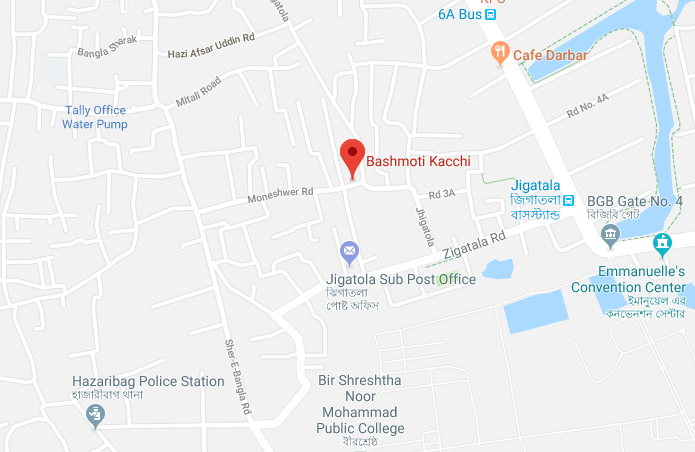 6A Bus
Jigatola
Bangla Sharak
Hazi Afsar Uddin Rd
Cafe Darbar
Mitali Road
Tally Office
Water Pump
Rd No. 4A
Bashmoti Kacchi
Moneshwer Rd
Rd 3A
Jigatala
জিগাতলা
বাসস্ট্যান্ড
BGB Gate No. 4
বিজিবি গেট
Jhigatola
Zigatala Rd
Jigatola Sub Post Office
ঝিগাতলা
পোষ্ট অফিস
Emmanuelle's
Convention Center
ইমানুয়েল এর
কনভেনশন সেন্টার
Sher-E-Bangla Rd
Hazaribag Police Station
হাজারীবাগ থানা
Bir Shreshtha
Noor
Mohammad
Public College
বীরশ্রেষ্ঠ